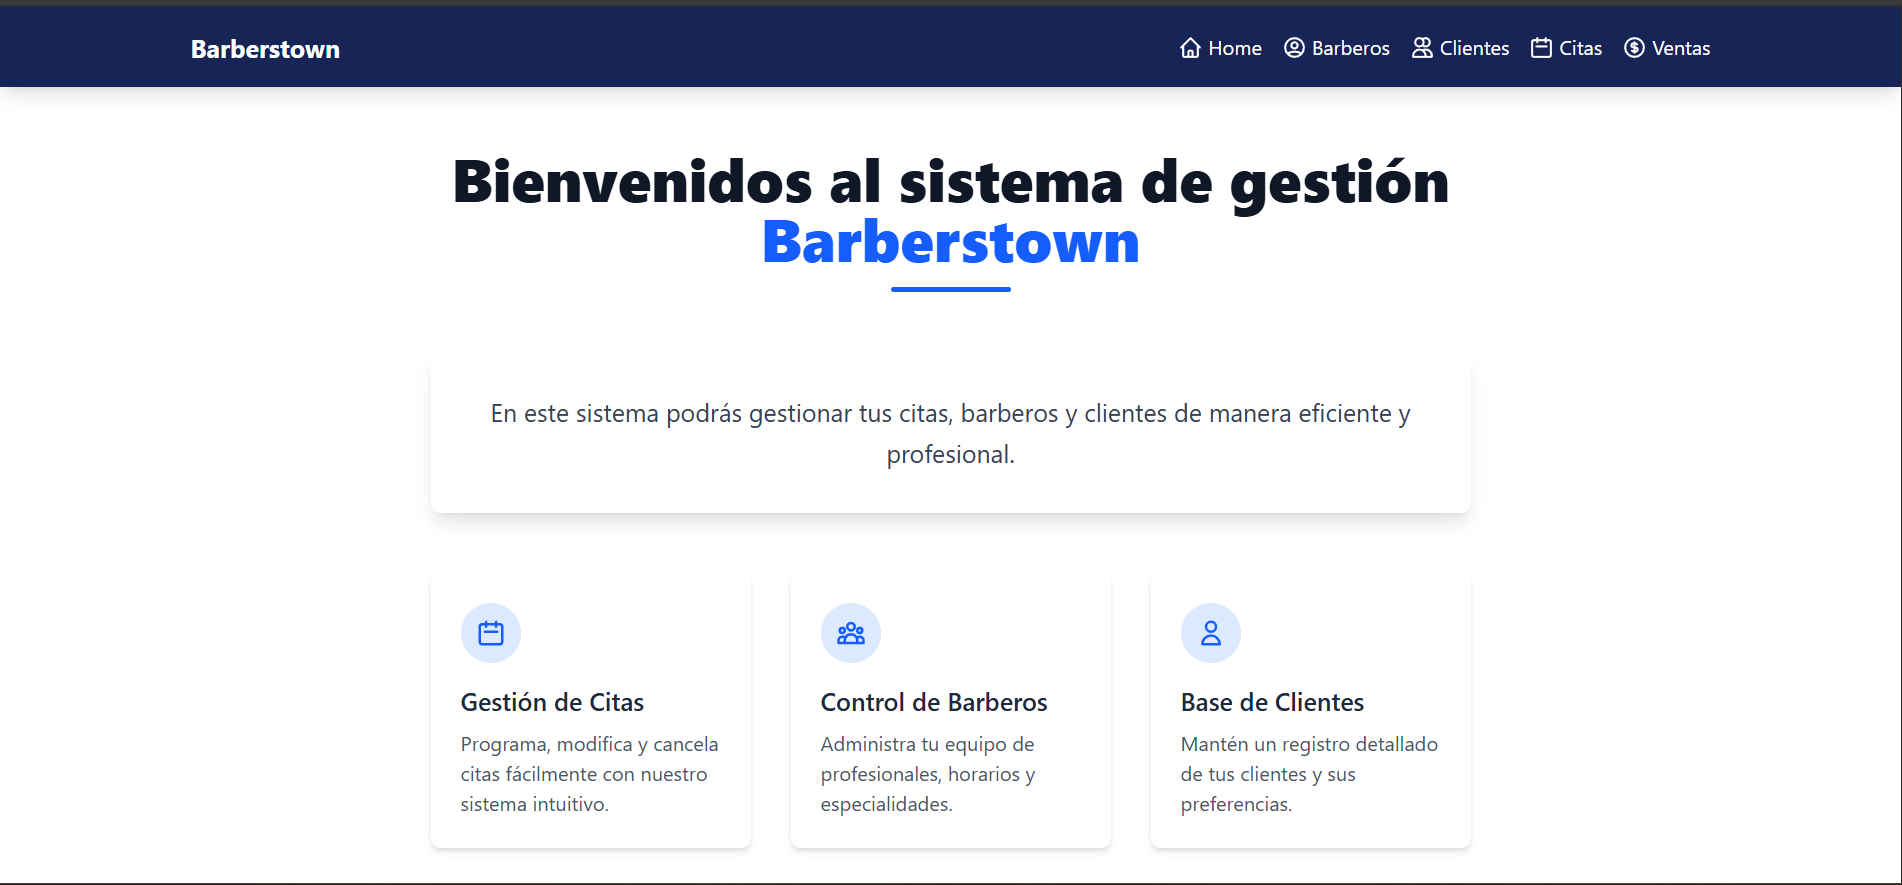 Barberstown
Home Barberos Clientes Citas Ventas
Bienvenidos al sistema de gestión
Barberstown
En este sistema podrás gestionar tus citas, barberos y clientes de manera eficiente y
profesional.
Gestión de Citas
Programa, modifica y cancela
citas fácilmente con nuestro
sistema intuitivo.
Control de Barberos
Administra tu equipo de
profesionales, horarios y
especialidades.
Base de Clientes
Mantén un registro detallado
de tus clientes y sus
preferencias.